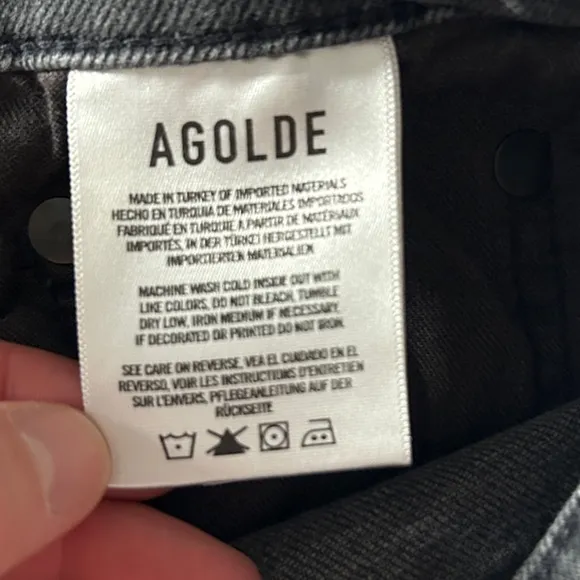 AGOLDE
MADE IN TURKEY OF IMPORTED MATERIALS
HECHO EN TURQUIA DE MATERIALES IMPORTADOS
FABRIQUÉ EN TURQUIE A PARTIR DE MATÉRIAUX
IMPORTÉS, IN DER TÜRKEI HERGESTELLT MIT
IMPORTIERTEN MATERIALIEN
MACHINE WASH COLD INSIDE OUT WITH
LIKE COLORS. DO NOT BLEACH, TUMBLE
DRY LOW, IRON MEDIUM IF NECESSARY.
IF DECORATED OR PRINTED DO NOT IRON.
SEE CARE ON REVERSE, VEA EL CUIDADO EN EL
REVERSO, VOIR LES INSTRUCTIONS D'ENTRETIEN
SUR L'ENVERS, PFLEGEANLEITUNG AUF DER
RÜCKSEITE